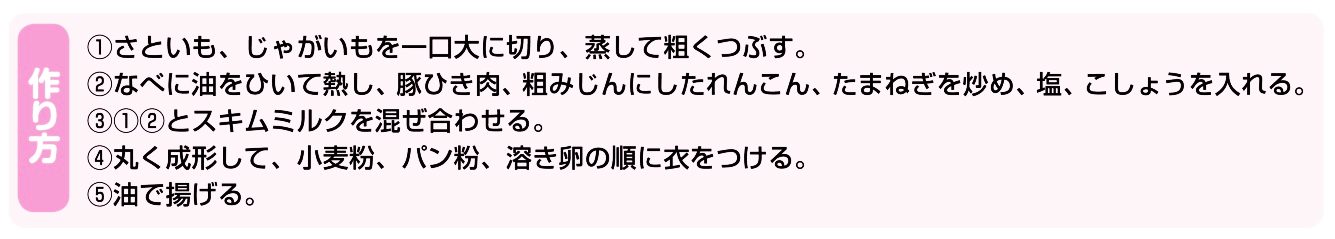 作り方
①さといも、じゃがいもを一口大に切り、蒸して粗くつぶす。
②なべに油をひいて熱し、豚ひき肉、粗みじんにしたれんこん、たまねぎを炒め、塩、こしょうを入れる。
③①②とスキムミルクを混ぜ合わせる。
④丸く成形して、小麦粉、パン粉、溶き卵の順に衣をつける。
⑤油で揚げる。